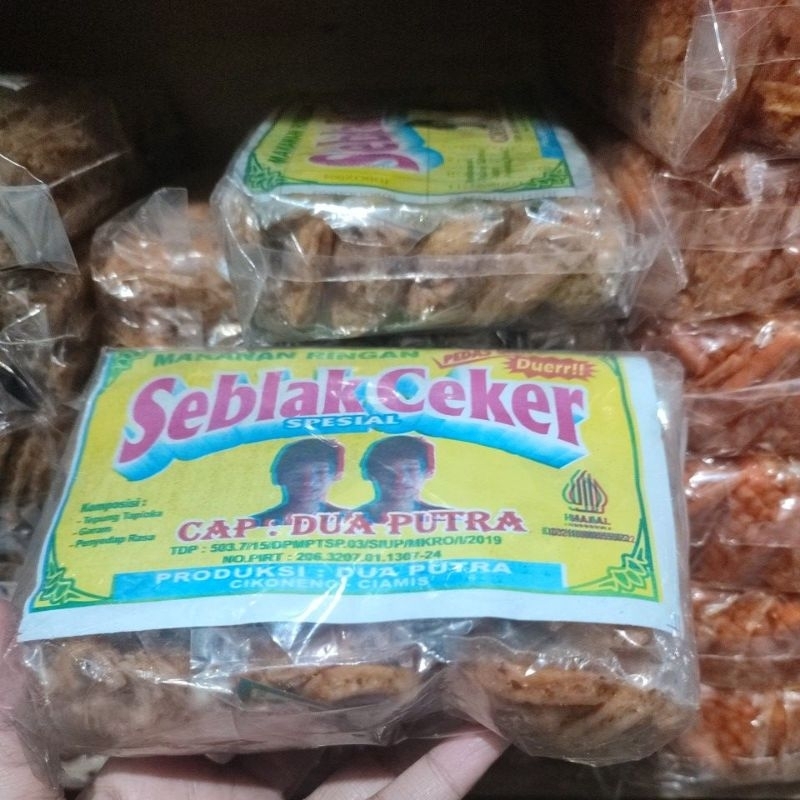 MAKANAN RINGAN
PEDAS
Duerr!!
Seblak Ceker
SPESIAL
Komposisi :
- Tepung Tapioka
- Garam
- Penyedap Rasa
HALAL
CAP : DUA PUTRA
TDP : 503.7/15/DPMPTSP.03/SIUP/MKRO/I/2019
NO.PIRT : 206.3207.01.1367-24
PRODUKSI : DUA PUTRA
CIKONENG CIAMIS